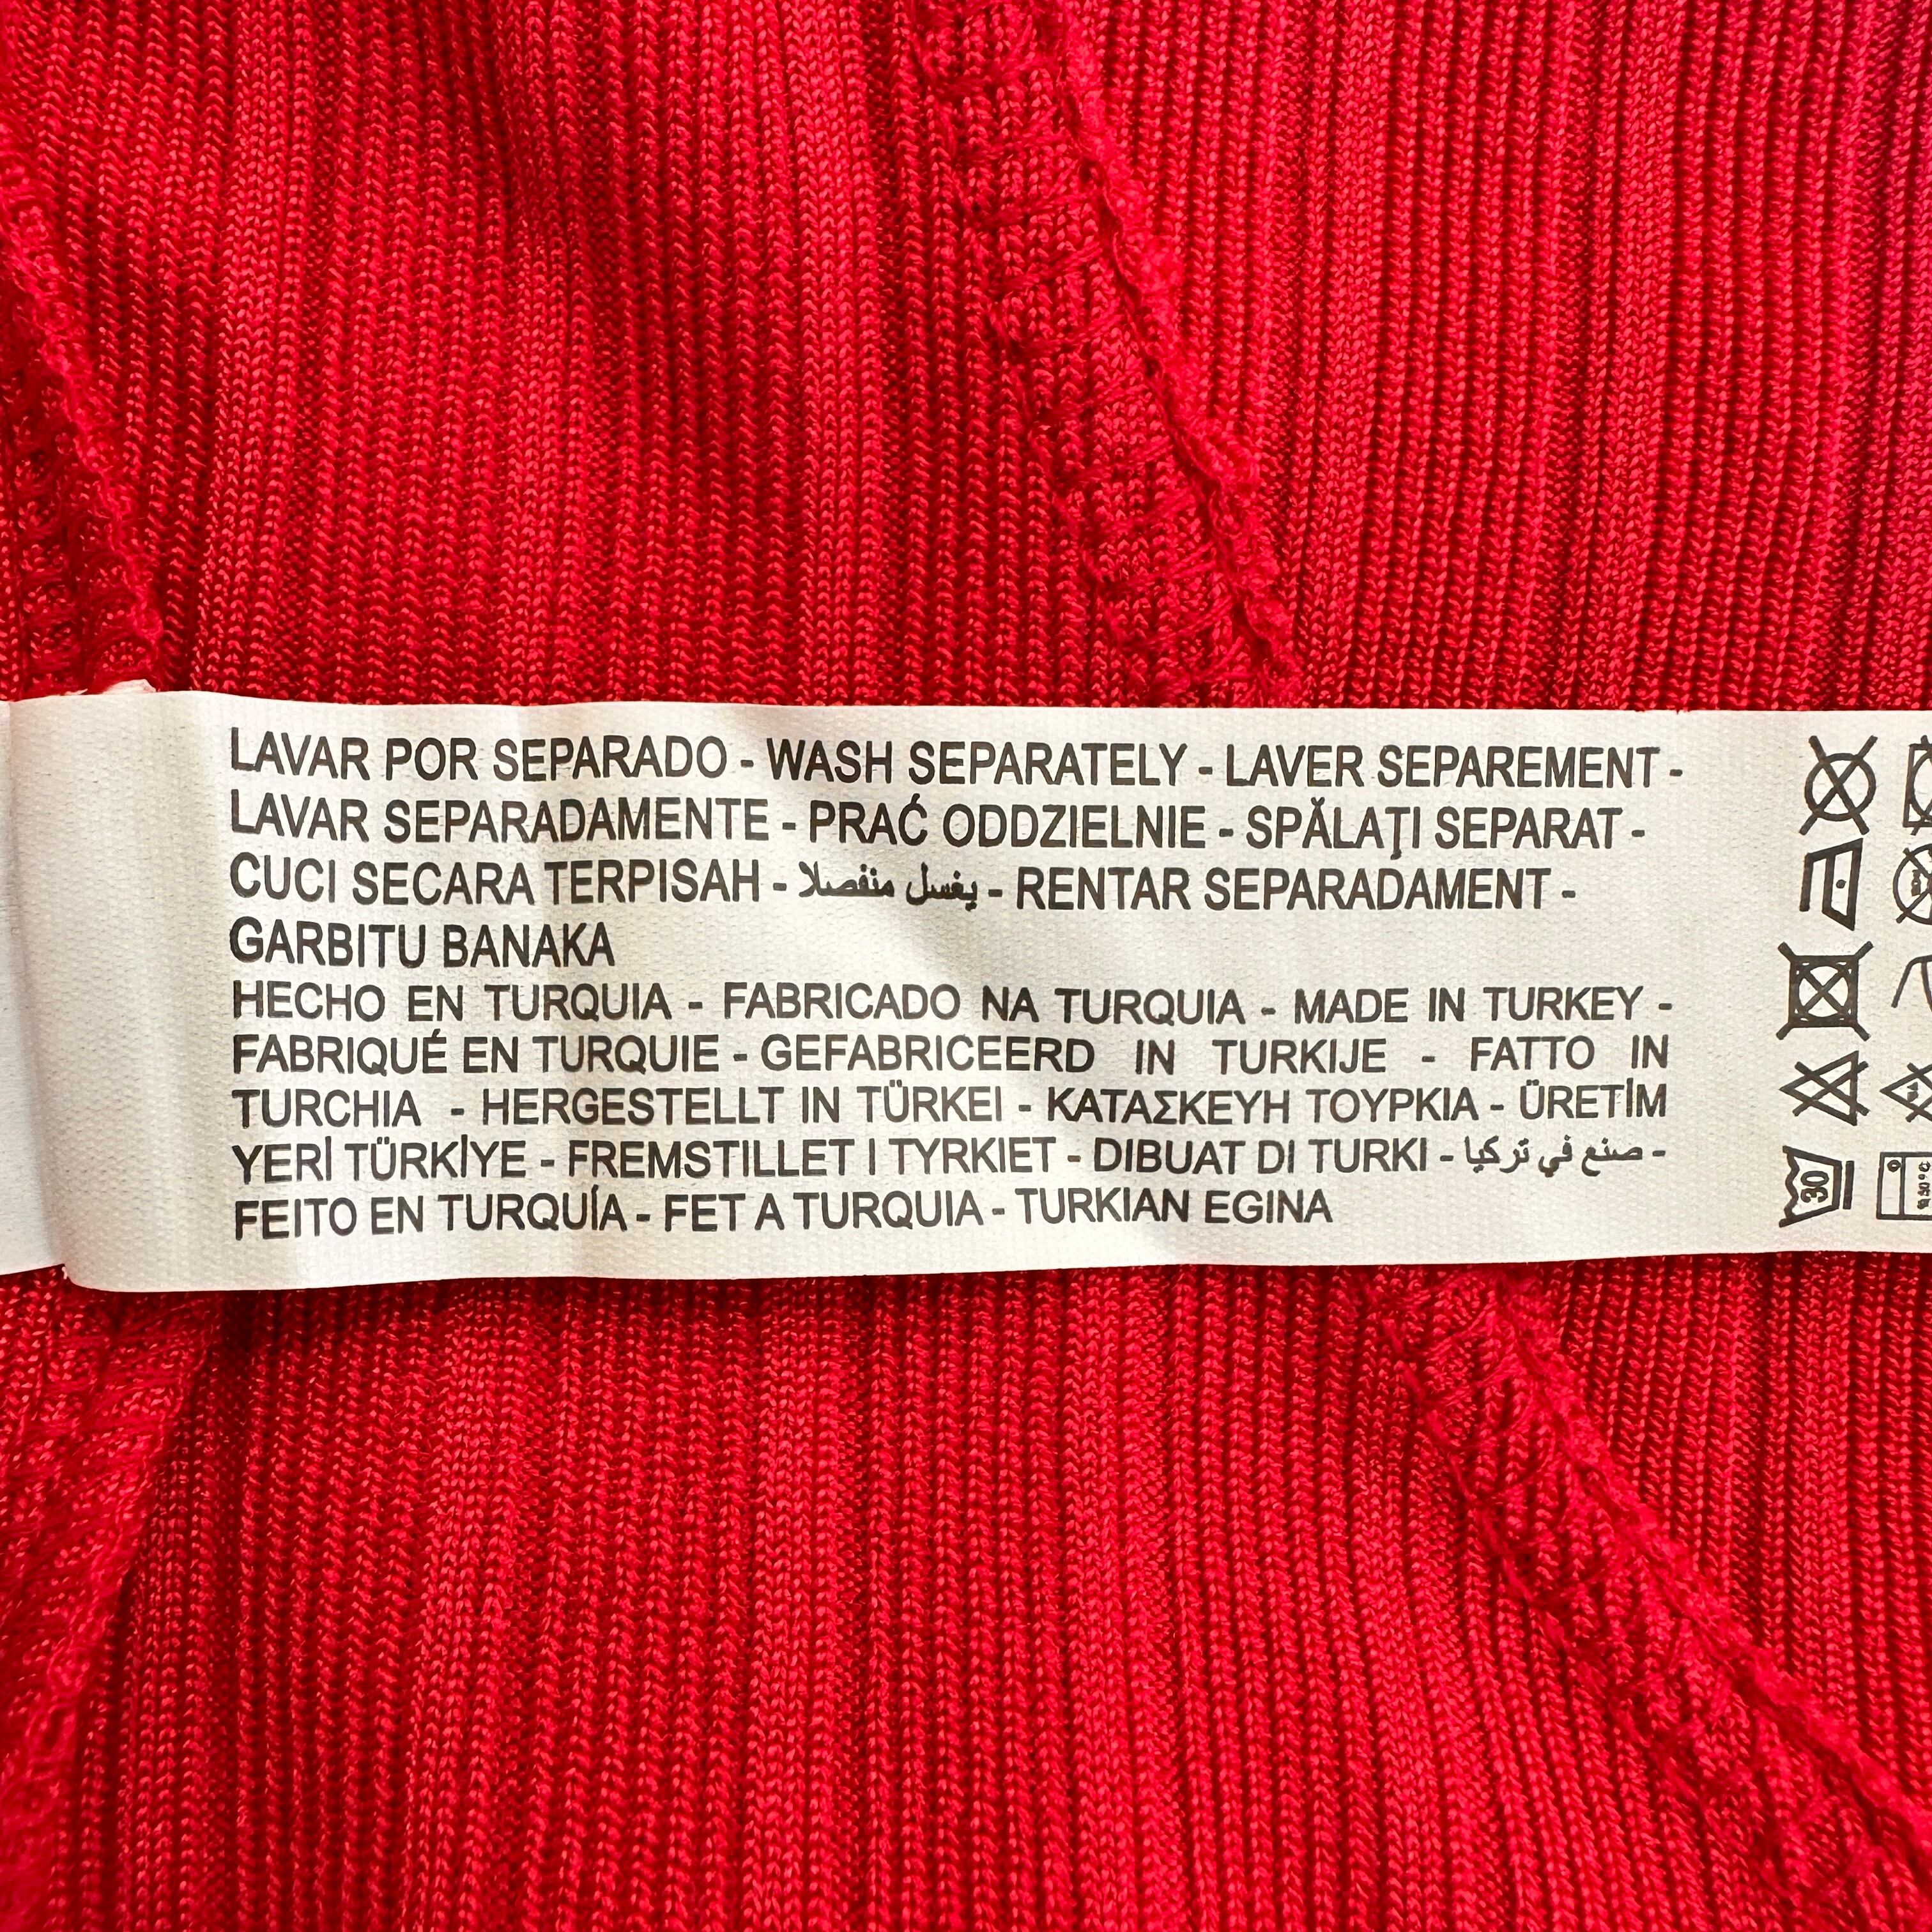 LAVAR POR SEPARADO - WASH SEPARATELY - LAVER SEPAREMENT -
LAVAR SEPARADAMENTE - PRAĆ ODDZIELNIE - SPĂLAŢI SEPARAT -
CUCI SECARA TERPISAH - يغسل منفصلا - RENTAR SEPARADAMENT -
GARBITU BANAKA
HECHO EN TURQUIA - FABRICADO NA TURQUIA - MADE IN TURKEY -
FABRIQUÉ EN TURQUIE - GEFABRICEERD IN TURKIJE - FATTO IN
TURCHIA - HERGESTELLT IN TÜRKEI - ΚΑΤΑΣΚΕΥΗ ΤΟΥΡΚΙΑ - ÜRETİM
YERİ TÜRKİYE - FREMSTILLET I TYRKIET - DIBUAT DI TURKI - صنع في تركيا -
FEITO EN TURQUÍA - FET A TURQUIA - TURKIAN EGINA
30